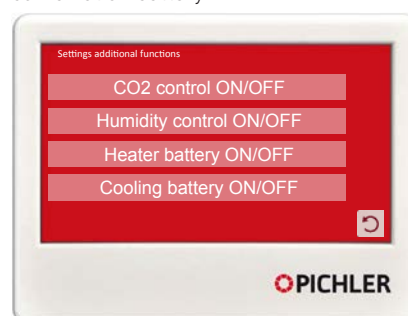 Settings additional functions
CO2 control ON/OFF
Humidity control ON/OFF
Heater battery ON/OFF
Cooling battery ON/OFF
PICHLER